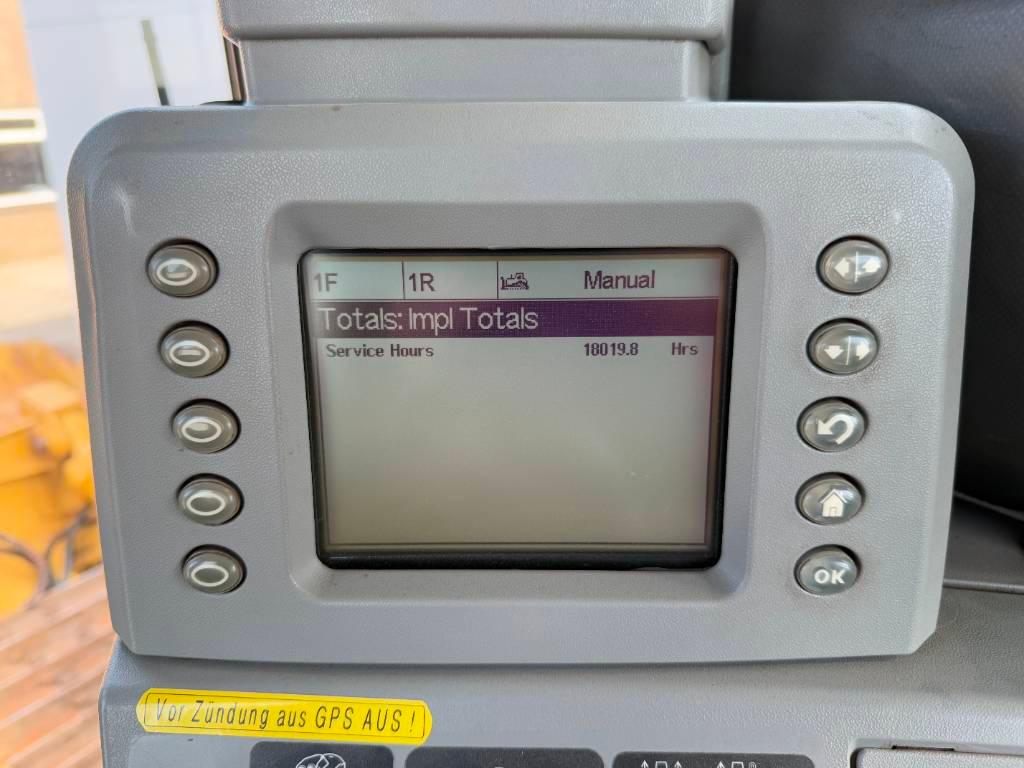 1F 1R Manual
Totals: Impl Totals
Service Hours 18019.8 Hrs
OK
Vor Zündung aus GPS AUS !